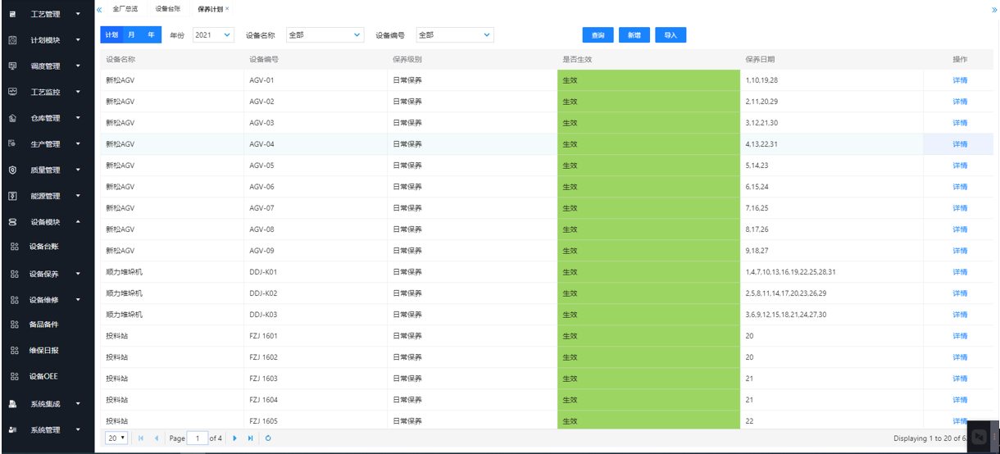 工艺管理
计划模块
调度管理
工艺监控
仓库管理
生产管理
质量管理
能源管理
设备模块
设备台账
设备保养
设备维修
备品备件
维保日报
设备OEE
系统集成
系统管理
全厂总览 设备台账 保养计划 ×
计划 月 年 年份 2021 设备名称 全部 设备编号 全部 查询 新增 导入
设备名称 设备编号 保养级别 是否生效 保养日期 操作
新松AGV AGV-01 日常保养 生效 1,10,19,28 详情
新松AGV AGV-02 日常保养 生效 2,11,20,29 详情
新松AGV AGV-03 日常保养 生效 3,12,21,30 详情
新松AGV AGV-04 日常保养 生效 4,13,22,31 详情
新松AGV AGV-05 日常保养 生效 5,14,23 详情
新松AGV AGV-06 日常保养 生效 6,15,24 详情
新松AGV AGV-07 日常保养 生效 7,16,25 详情
新松AGV AGV-08 日常保养 生效 8,17,26 详情
新松AGV AGV-09 日常保养 生效 9,18,27 详情
顺力堆垛机 DDJ-K01 日常保养 生效 1,4,7,10,13,16,19,22,25,28,31 详情
顺力堆垛机 DDJ-K02 日常保养 生效 2,5,8,11,14,17,20,23,26,29 详情
顺力堆垛机 DDJ-K03 日常保养 生效 3,6,9,12,15,18,21,24,27,30 详情
投料站 FZJ 1601 日常保养 生效 20 详情
投料站 FZJ 1602 日常保养 生效 20 详情
投料站 FZJ 1603 日常保养 生效 21 详情
投料站 FZJ 1604 日常保养 生效 21 详情
投料站 FZJ 1605 日常保养 生效 22 详情
20 Page 1 of 4 Displaying 1 to 20 of